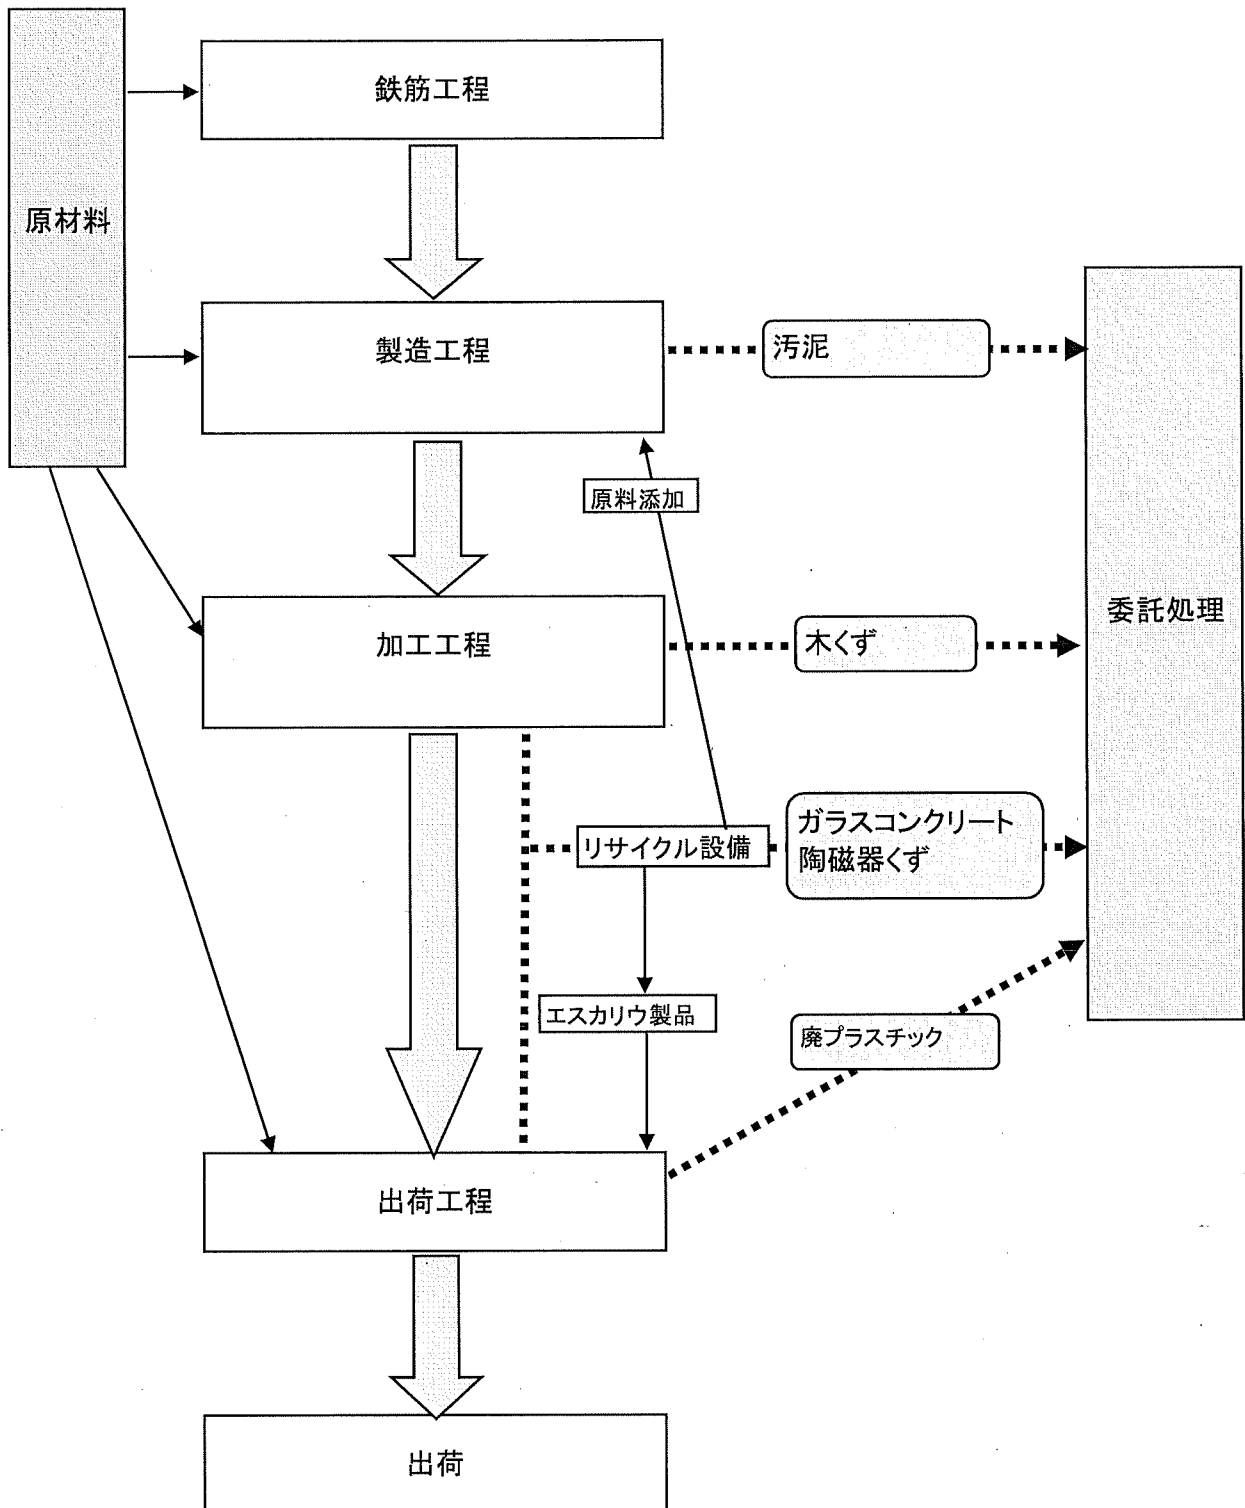 鉄筋工程
原材料
製造工程
汚泥
原料添加
委託処理
加工工程
木くず
ガラスコンクリート
陶磁器くず
リサイクル設備
エスカリウ製品
廃プラスチック
出荷工程
出荷